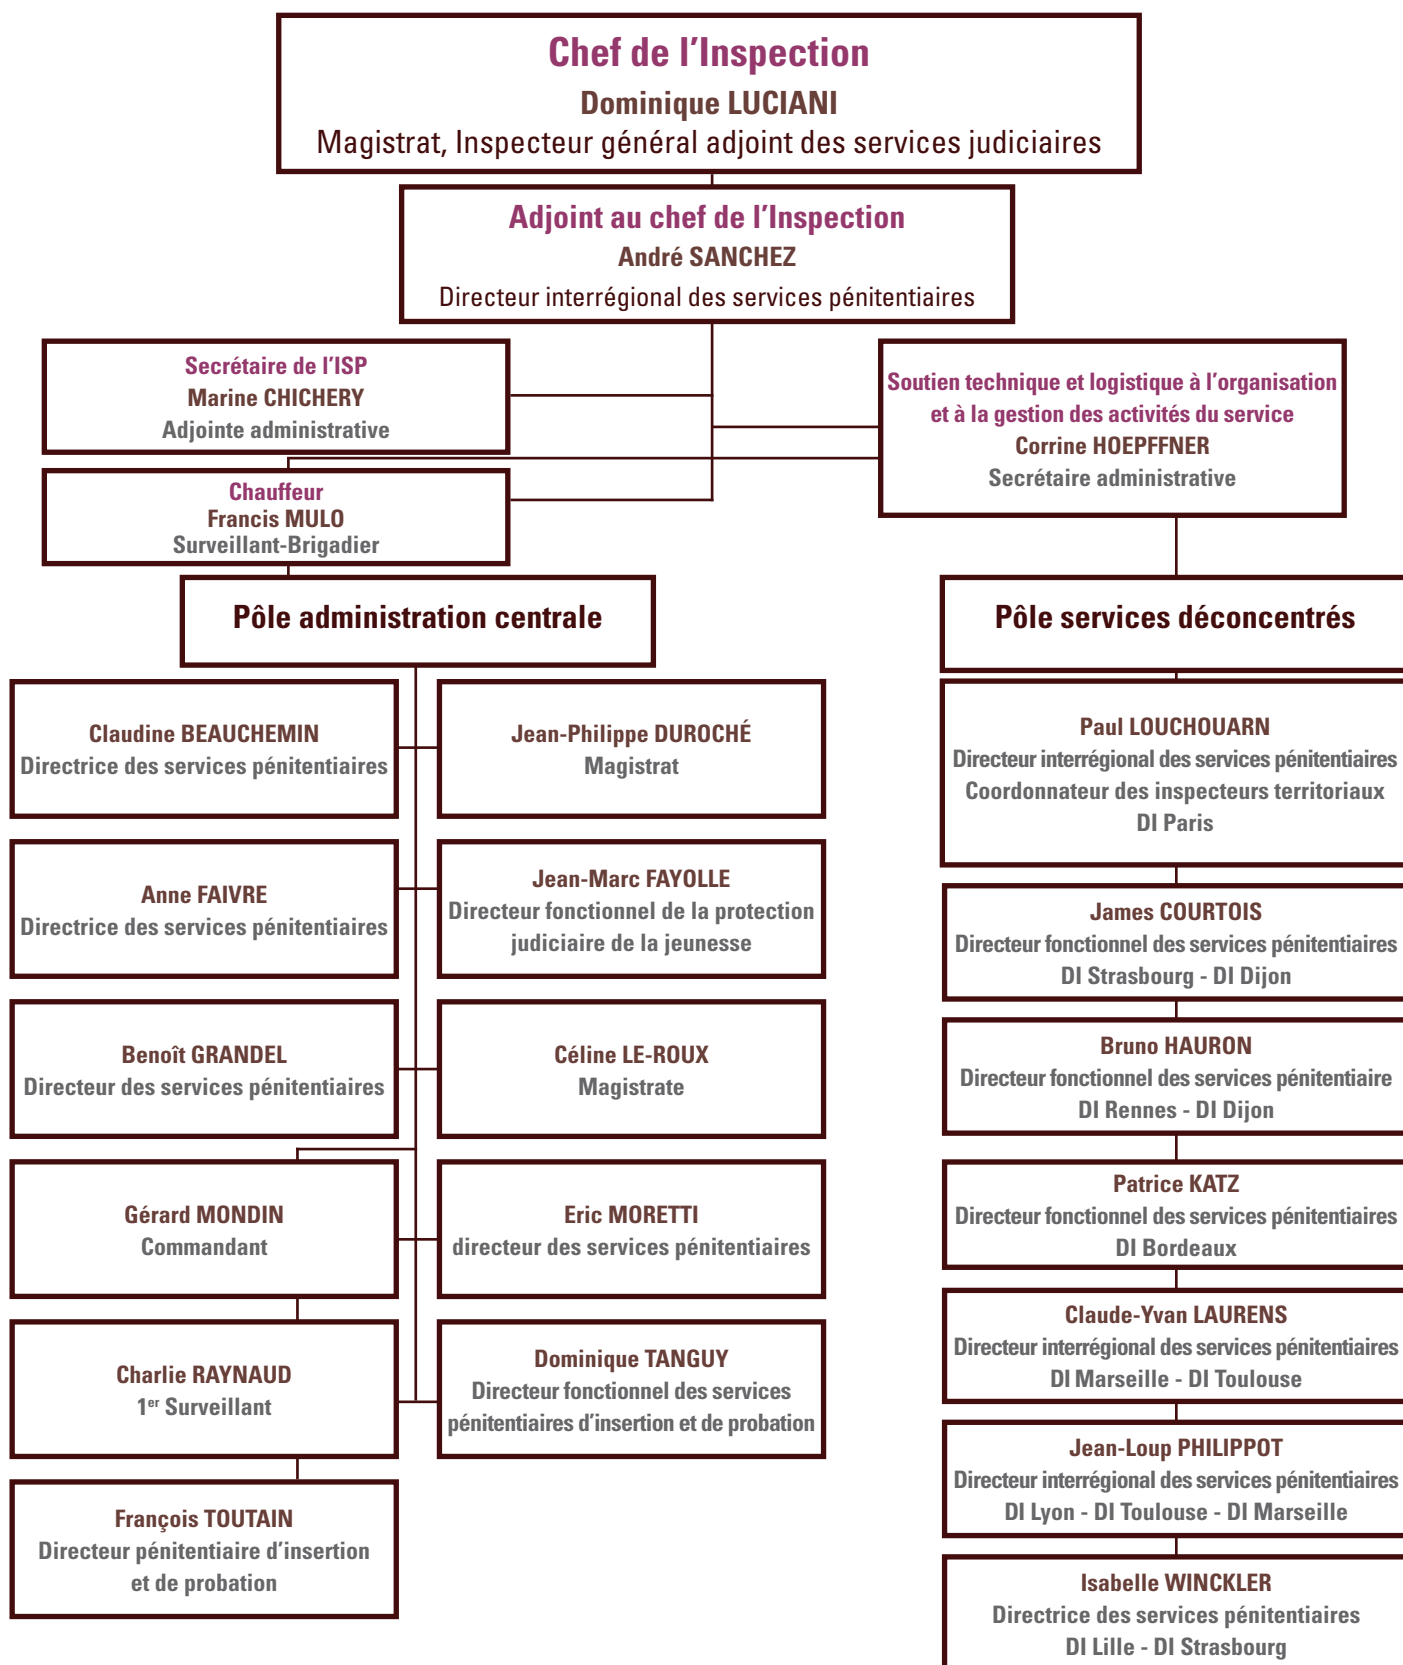 Chef de l'Inspection
Dominique LUCIANI
Magistrat, Inspecteur général adjoint des services judiciaires
Adjoint au chef de l'Inspection
André SANCHEZ
Directeur interrégional des services pénitentiaires
Secrétaire de l'ISP
Marine CHICHERY
Adjointe administrative
Soutien technique et logistique à l'organisation
et à la gestion des activités du service
Corrine HOEPFFNER
Secrétaire administrative
Chauffeur
Francis MULO
Surveillant-Brigadier
Pôle administration centrale
Claudine BEAUCHEMIN
Directrice des services pénitentiaires
Jean-Philippe DUROCHÉ
Magistrat
Anne FAIVRE
Directrice des services pénitentiaires
Jean-Marc FAYOLLE
Directeur fonctionnel de la protection
judiciaire de la jeunesse
Benoît GRANDEL
Directeur des services pénitentiaires
Céline LE-ROUX
Magistrate
Gérard MONDIN
Commandant
Eric MORETTI
directeur des services pénitentiaires
Charlie RAYNAUD
1er Surveillant
Dominique TANGUY
Directeur fonctionnel des services
pénitentiaires d'insertion et de probation
François TOUTAIN
Directeur pénitentiaire d'insertion
et de probation
Pôle services déconcentrés
Paul LOUCHOUARN
Directeur interrégional des services pénitentiaires
Coordonnateur des inspecteurs territoriaux
DI Paris
James COURTOIS
Directeur fonctionnel des services pénitentiaires
DI Strasbourg - DI Dijon
Bruno HAURON
Directeur fonctionnel des services pénitentiaire
DI Rennes - DI Dijon
Patrice KATZ
Directeur fonctionnel des services pénitentiaires
DI Bordeaux
Claude-Yvan LAURENS
Directeur interrégional des services pénitentiaires
DI Marseille - DI Toulouse
Jean-Loup PHILIPPOT
Directeur interrégional des services pénitentiaires
DI Lyon - DI Toulouse - DI Marseille
Isabelle WINCKLER
Directrice des services pénitentiaires
DI Lille - DI Strasbourg